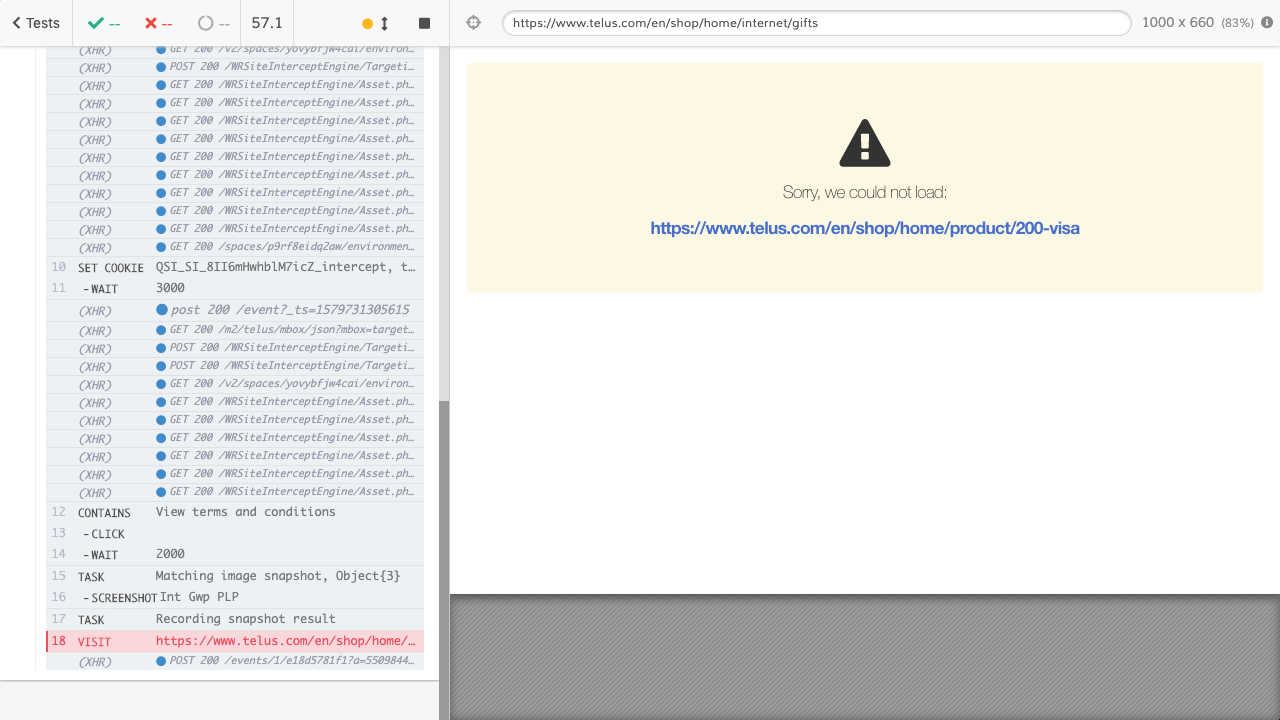 Tests
--
--
--
57.1
https://www.telus.com/en/shop/home/internet/gifts
1000 x 660 (83%)
(XHR) GET 200 /v2/spaces/yovybfjw4cai/environ…
(XHR) POST 200 /WRSiteInterceptEngine/Targeti…
(XHR) GET 200 /WRSiteInterceptEngine/Asset.ph…
(XHR) GET 200 /WRSiteInterceptEngine/Asset.ph…
(XHR) GET 200 /WRSiteInterceptEngine/Asset.ph…
(XHR) GET 200 /WRSiteInterceptEngine/Asset.ph…
(XHR) GET 200 /WRSiteInterceptEngine/Asset.ph…
(XHR) GET 200 /WRSiteInterceptEngine/Asset.ph…
(XHR) GET 200 /WRSiteInterceptEngine/Asset.ph…
(XHR) GET 200 /WRSiteInterceptEngine/Asset.ph…
(XHR) GET 200 /WRSiteInterceptEngine/Asset.ph…
(XHR) GET 200 /spaces/p9rf8eidq2aw/environmen…
10 SET COOKIE QSI_SI_8II6mHwhblM7icZ_intercept, t…
11 -WAIT 3000
(XHR) post 200 /event?_ts=1579731305615
(XHR) GET 200 /m2/telus/mbox/json?mbox=target…
(XHR) POST 200 /WRSiteInterceptEngine/Targeti…
(XHR) POST 200 /WRSiteInterceptEngine/Targeti…
(XHR) GET 200 /v2/spaces/yovybfjw4cai/environ…
(XHR) GET 200 /WRSiteInterceptEngine/Asset.ph…
(XHR) GET 200 /WRSiteInterceptEngine/Asset.ph…
(XHR) GET 200 /WRSiteInterceptEngine/Asset.ph…
(XHR) GET 200 /WRSiteInterceptEngine/Asset.ph…
(XHR) GET 200 /WRSiteInterceptEngine/Asset.ph…
(XHR) GET 200 /WRSiteInterceptEngine/Asset.ph…
12 CONTAINS View terms and conditions
13 -CLICK
14 -WAIT 2000
15 TASK Matching image snapshot, Object{3}
16 -SCREENSHOT Int Gwp PLP
17 TASK Recording snapshot result
18 VISIT https://www.telus.com/en/shop/home/…
(XHR) POST 200 /events/1/e18d5781f1?a=5509844…
Sorry, we could not load:
https://www.telus.com/en/shop/home/product/200-visa